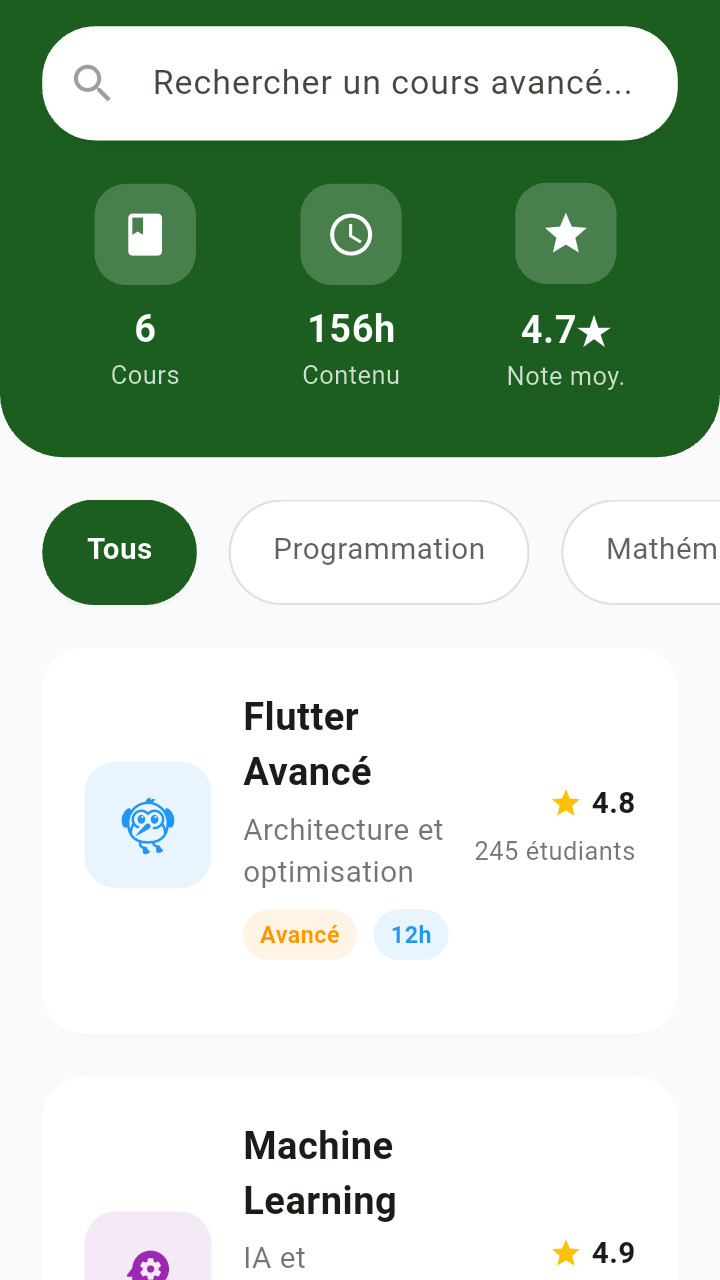 Rechercher un cours avancé...
6
156h
4.7★
Cours
Contenu
Note moy.
Tous
Programmation
Mathém
Flutter
Avancé
Architecture et
optimisation
Avancé
12h
4.8
245 étudiants
Machine
Learning
IA et
4.9